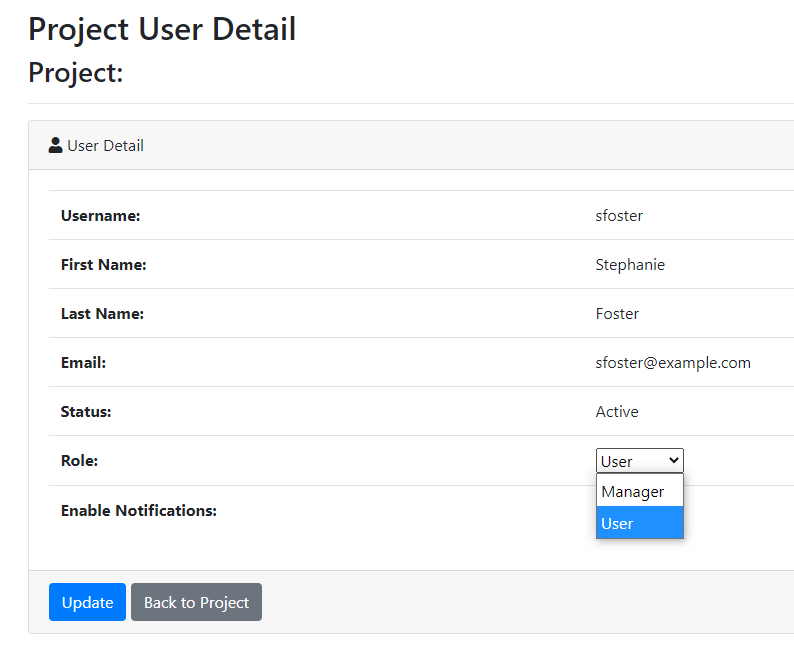 Project User Detail
Project:
User Detail
Username: sfoster
First Name: Stephanie
Last Name: Foster
Email: sfoster@example.com
Status: Active
Role: User
Manager
User
Enable Notifications:
Update Back to Project